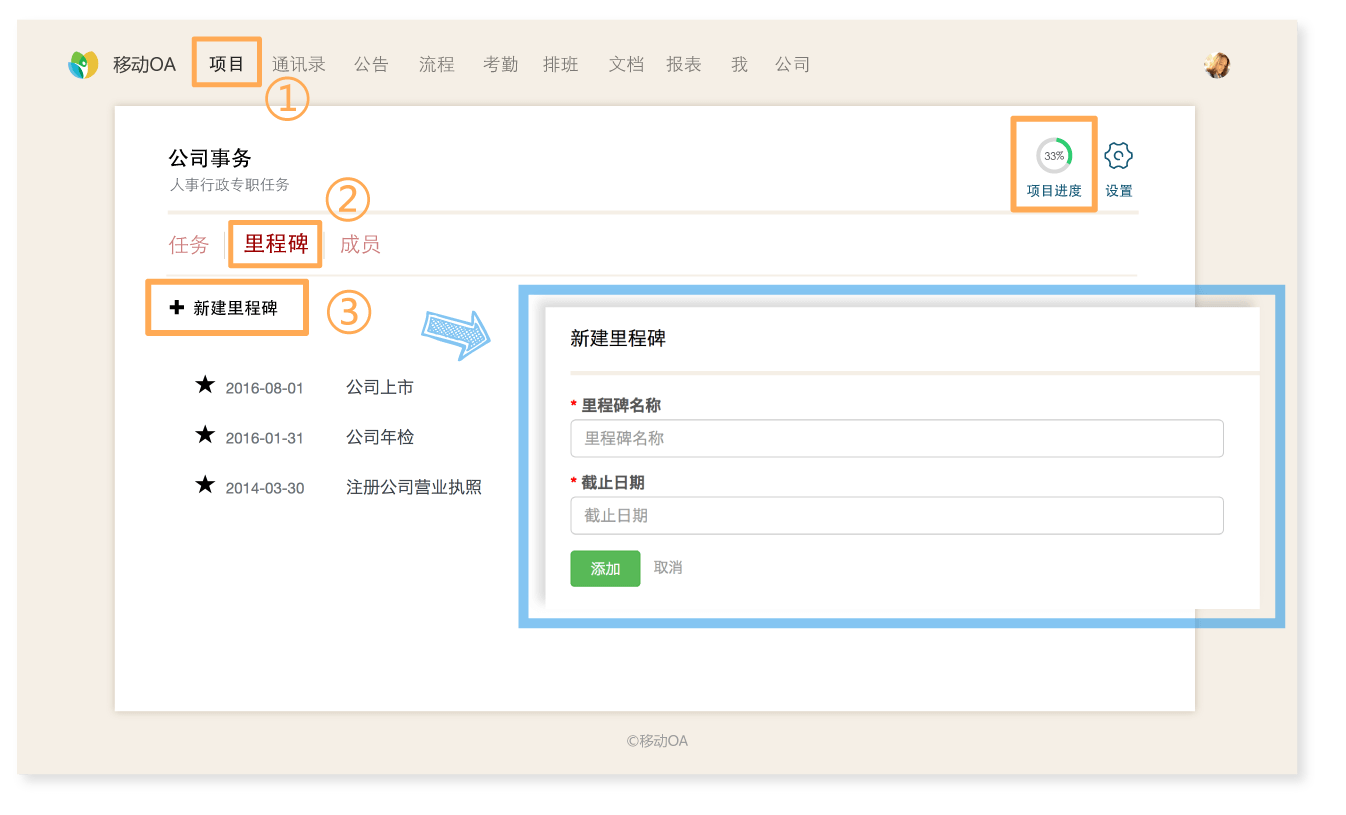 移动OA 项目 通讯录 公告 流程 考勤 排班 文档 报表 我 公司
①
公司事务
人事行政专职任务
33%
项目进度 设置
②
任务 里程碑 成员
+ 新建里程碑
③
★ 2016-08-01 公司上市
★ 2016-01-31 公司年检
★ 2014-03-30 注册公司营业执照
新建里程碑
* 里程碑名称
里程碑名称
* 截止日期
截止日期
添加 取消
©移动OA